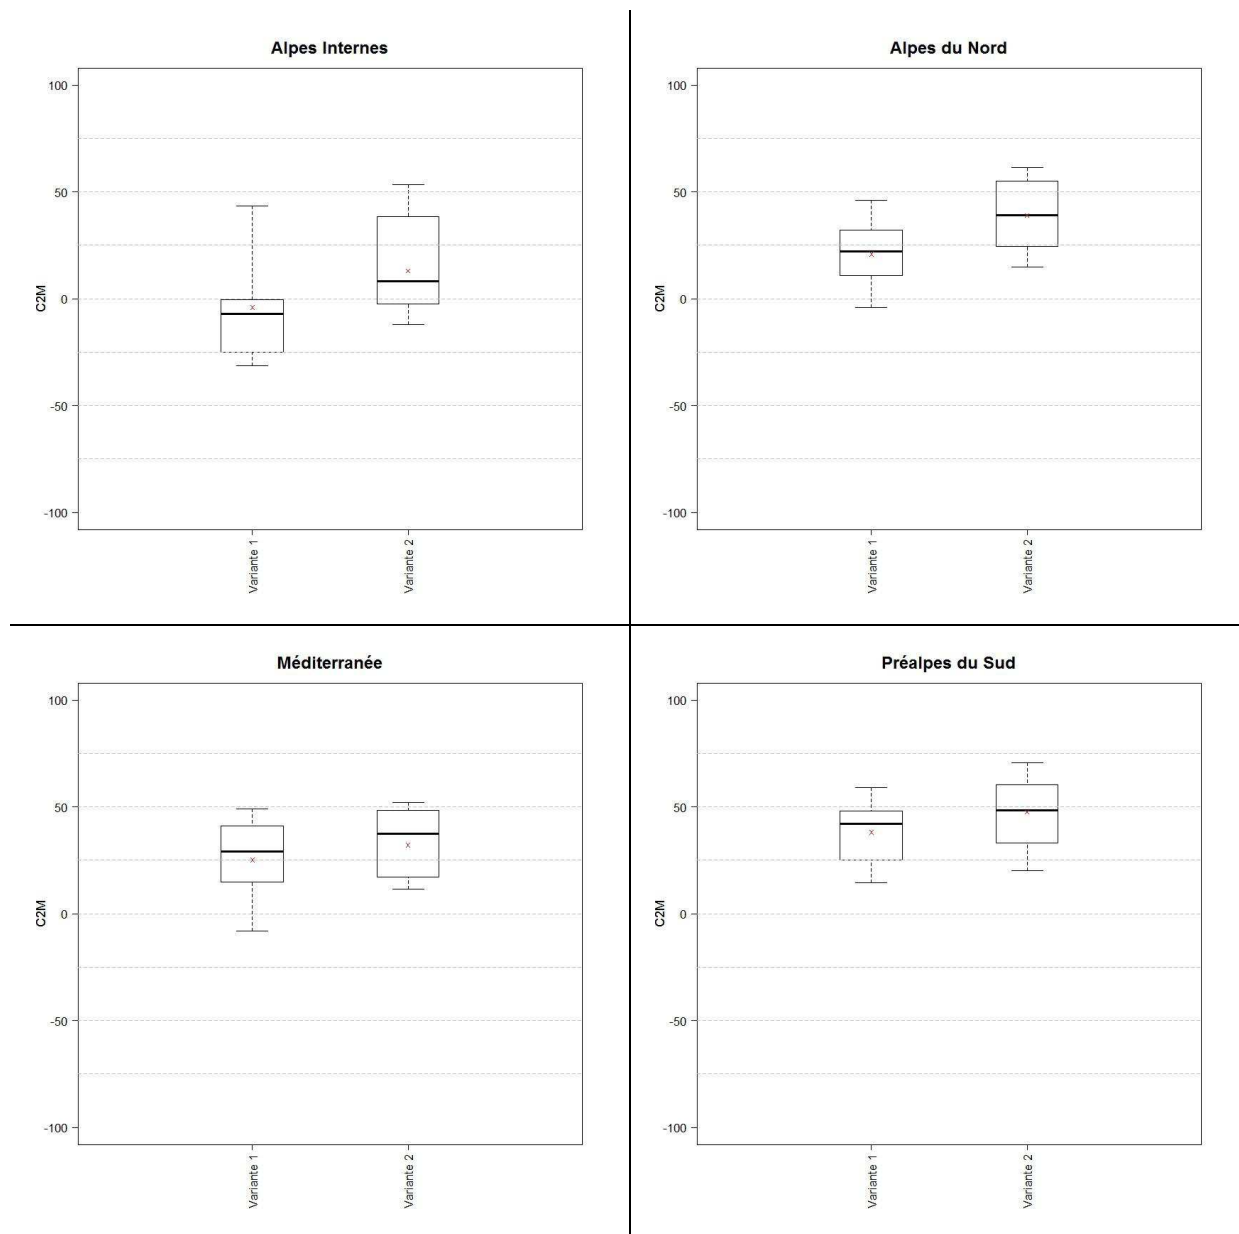 Alpes Internes
100
50
0
-50
-100
C2M
Variante 1
Variante 2
Alpes du Nord
100
50
0
-50
-100
C2M
Variante 1
Variante 2
Méditerranée
100
50
0
-50
-100
C2M
Variante 1
Variante 2
Préalpes du Sud
100
50
0
-50
-100
C2M
Variante 1
Variante 2